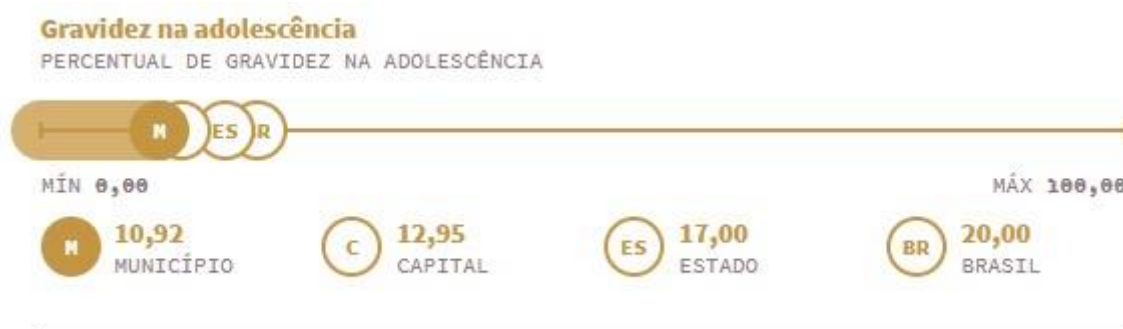 Gravidez na adolescência
PERCENTUAL DE GRAVIDEZ NA ADOLESCÊNCIA
M ES R
MÍN 0,00 MÁX 100,00
M 10,92 C 12,95 ES 17,00 BR 20,00
MUNICÍPIO CAPITAL ESTADO BRASIL